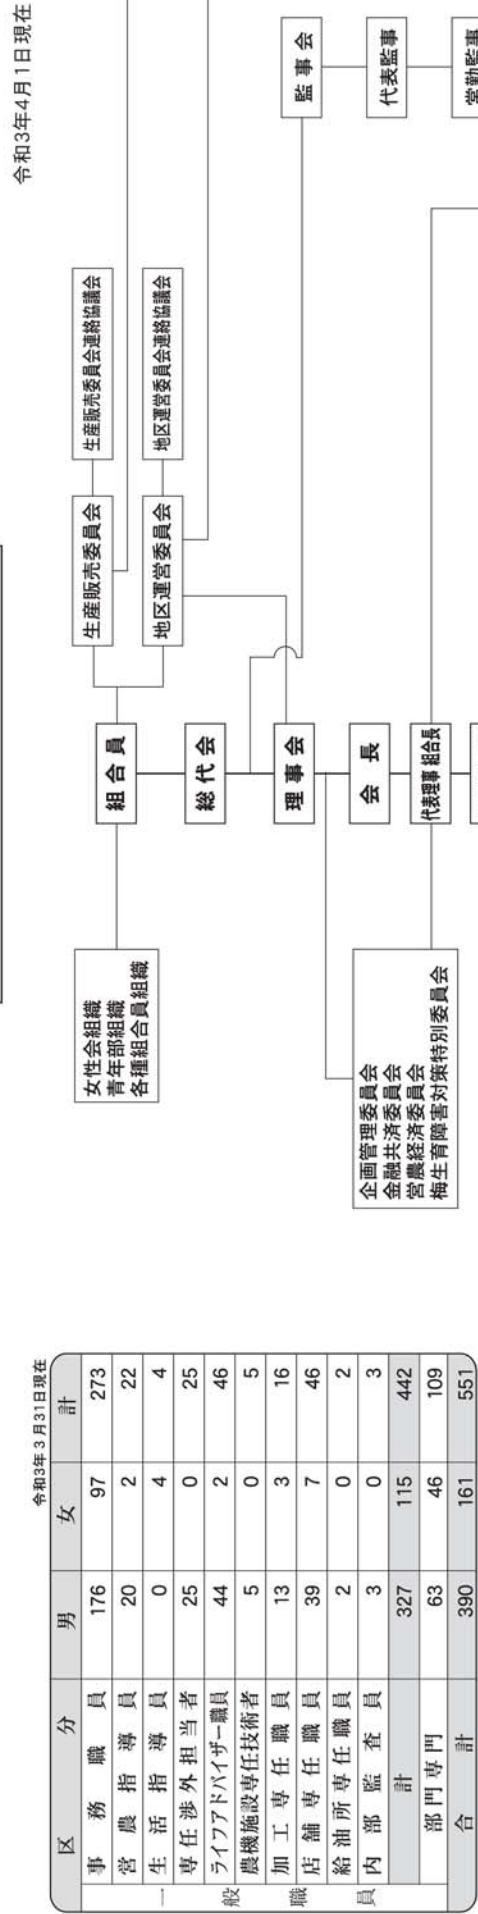 令和3年3月31日現在
区 分 男 女 計
一般職員
事務職員 176 97 273
営農指導員 20 2 22
生活指導員 0 4 4
専任渉外担当者 25 0 25
ライフアドバイザー職員 44 2 46
農機施設専任技術者 5 0 5
加工専任職員 13 3 16
店舗専任職員 39 7 46
給油所専任職員 2 0 2
内部監査員 3 0 3
計 327 115 442
部門専門 63 46 109
合計 390 161 551
令和3年4月1日現在
女性会組織
青年部組織
各種組合員組織
組合員
生産販売委員会
生産販売委員会連絡協議会
地区運営委員会
地区運営委員会連絡協議会
総代会
理事会
監事会
会長
代表監事
企画管理委員会
金融共済委員会
営農経済委員会
梅生育障害対策特別委員会
代表理事 組合長
常勤監事